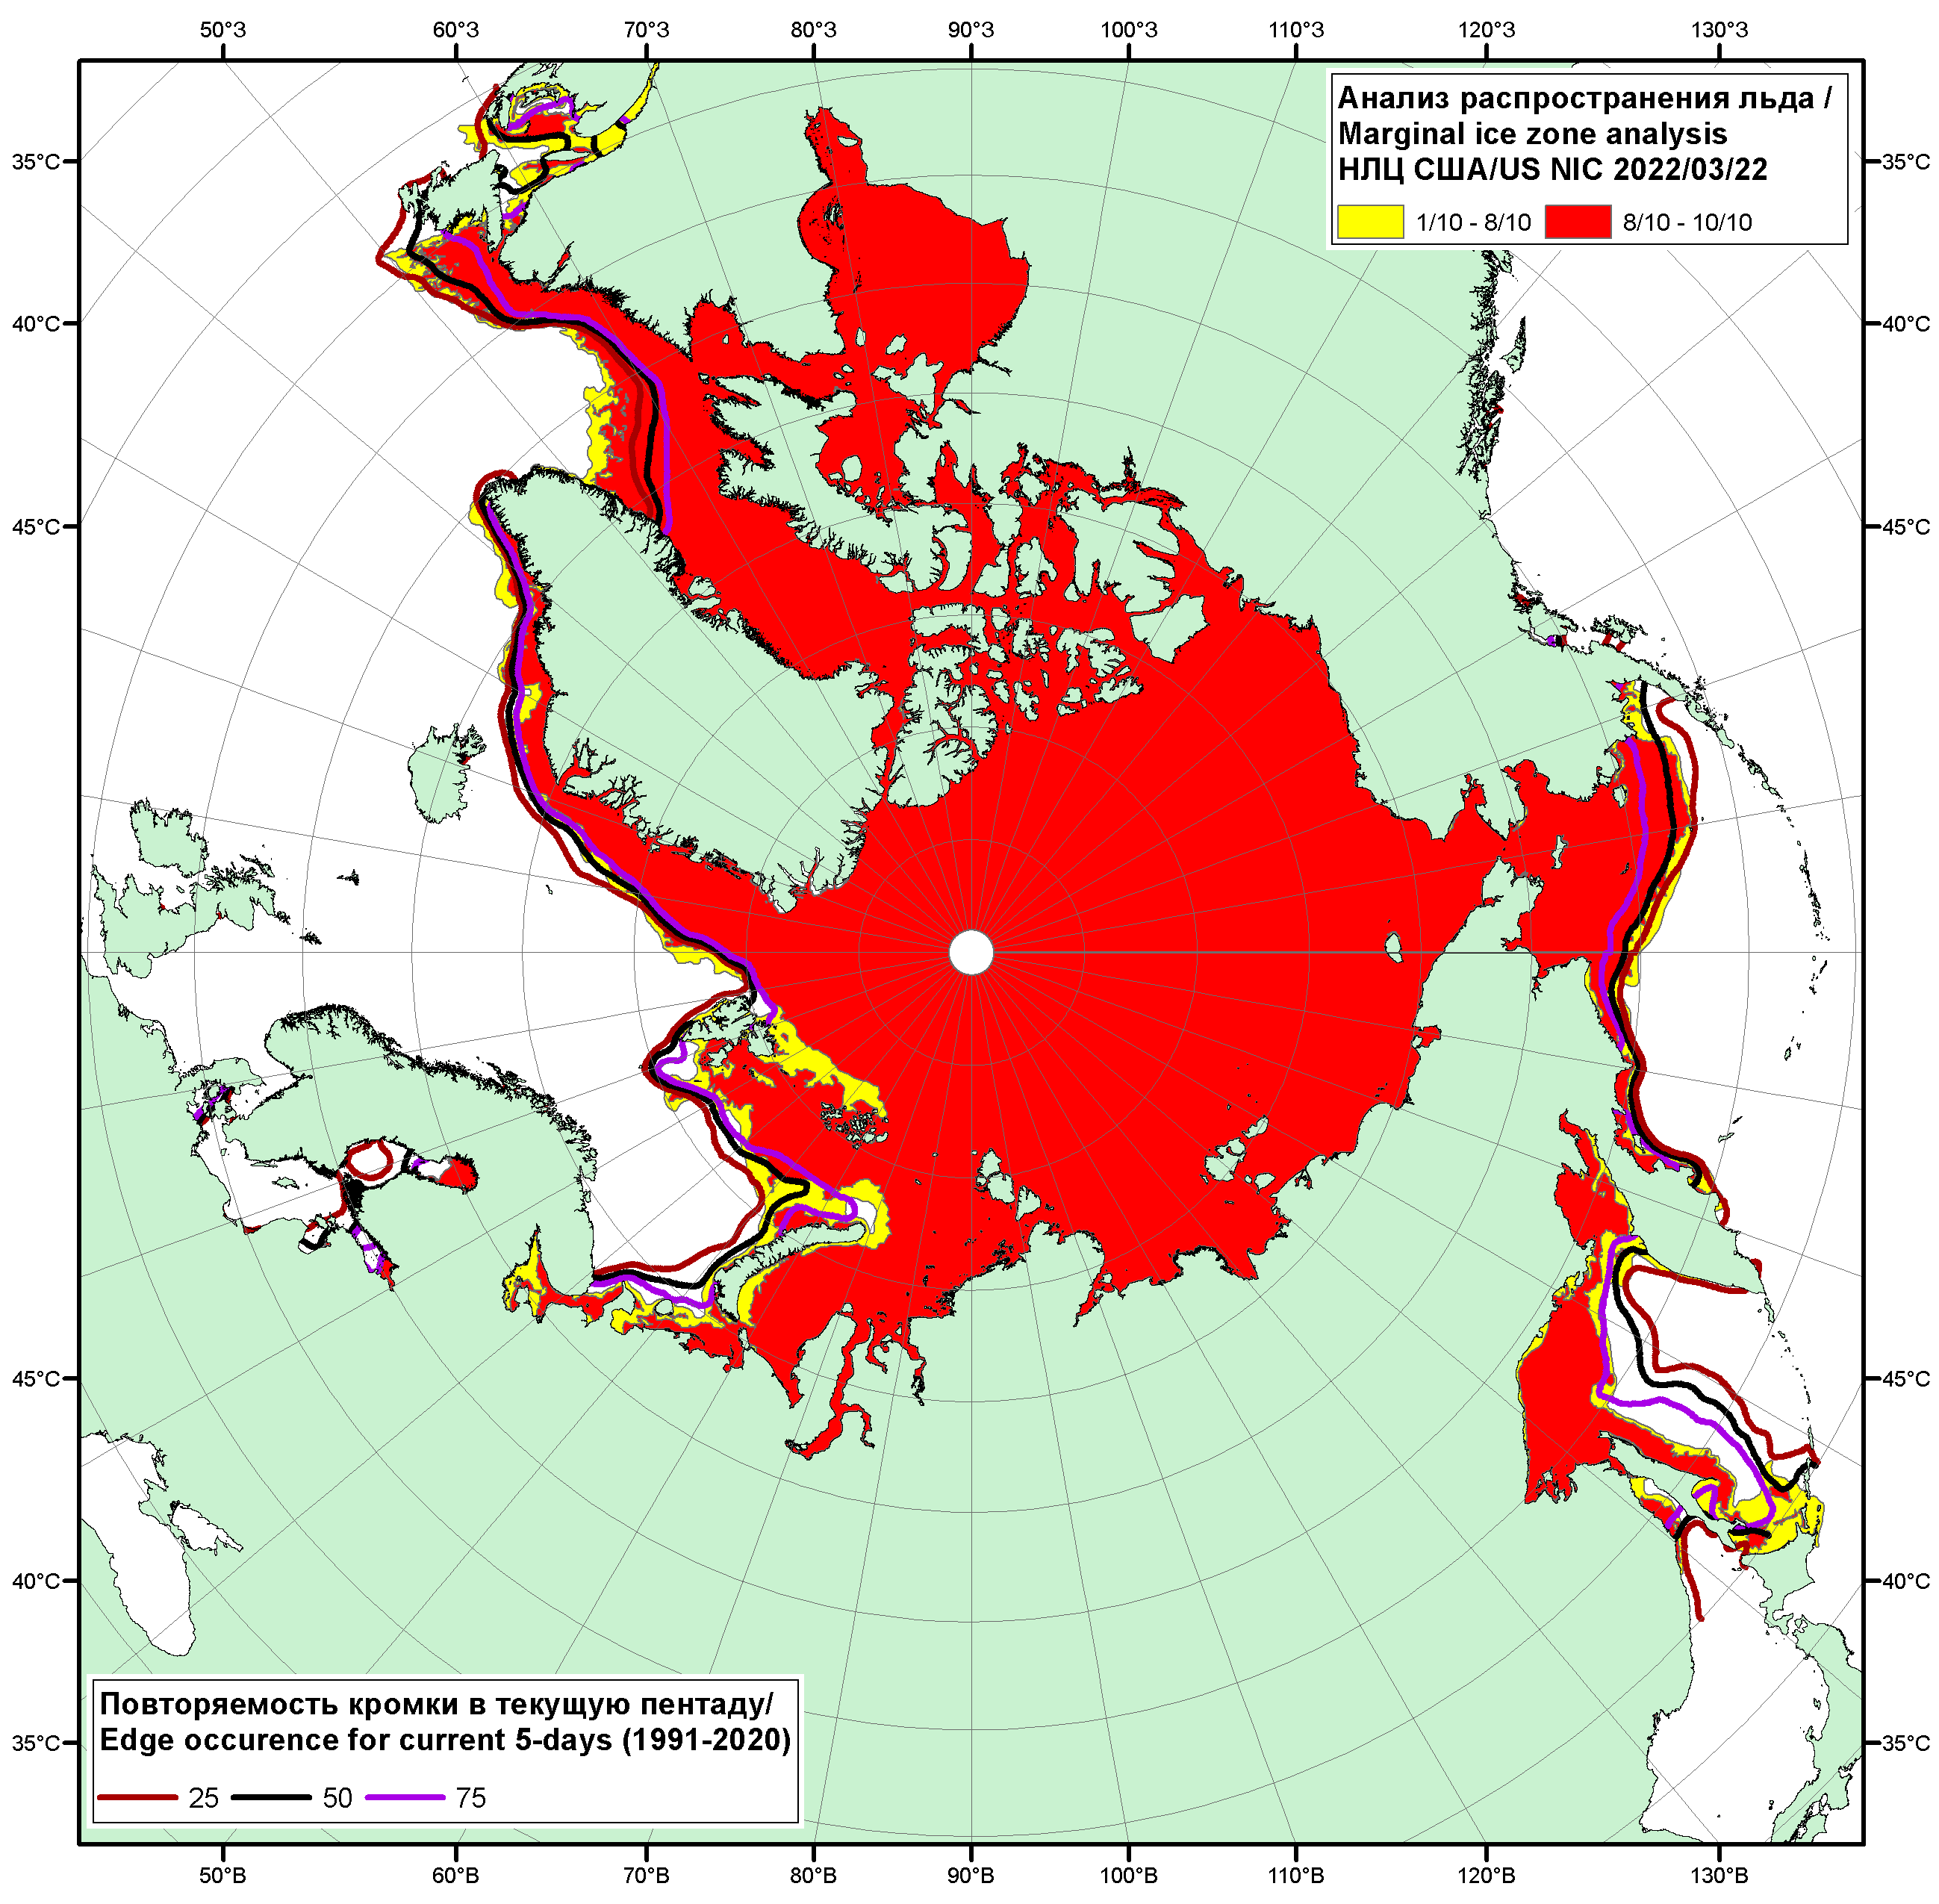 50°З 60°З 70°З 80°З 90°З 100°З 110°З 120°З 130°З
Анализ распространения льда /
Marginal ice zone analysis
НЛЦ США/US NIC 2022/03/22
1/10 - 8/10 8/10 - 10/10
35°С 35°С
40°С 40°С
45°С 45°С
45°С 45°С
40°С 40°С
35°С 35°С
Повторяемость кромки в текущую пентаду/
Edge occurence for current 5-days (1991-2020)
25 50 75
50°В 60°В 70°В 80°В 90°В 100°В 110°В 120°В 130°В